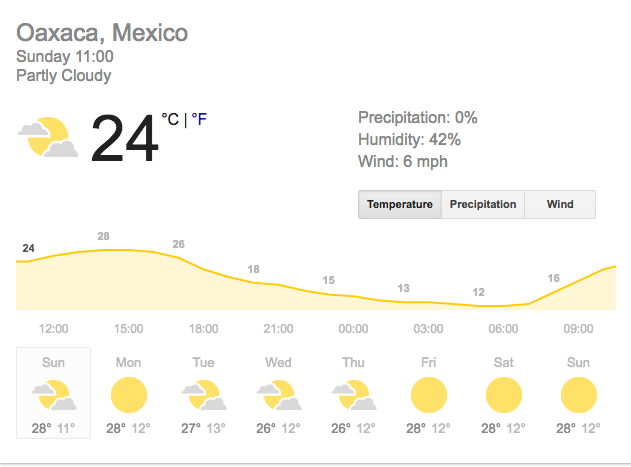 Oaxaca, Mexico
Sunday 11:00
Partly Cloudy
24 °C | °F
Precipitation: 0%
Humidity: 42%
Wind: 6 mph
Temperature Precipitation Wind
24 28 26 18 15 13 12 16
12:00 15:00 18:00 21:00 00:00 03:00 06:00 09:00
Sun Mon Tue Wed Thu Fri Sat Sun
28° 11° 28° 12° 27° 13° 26° 12° 26° 12° 28° 12° 28° 12° 28° 12°